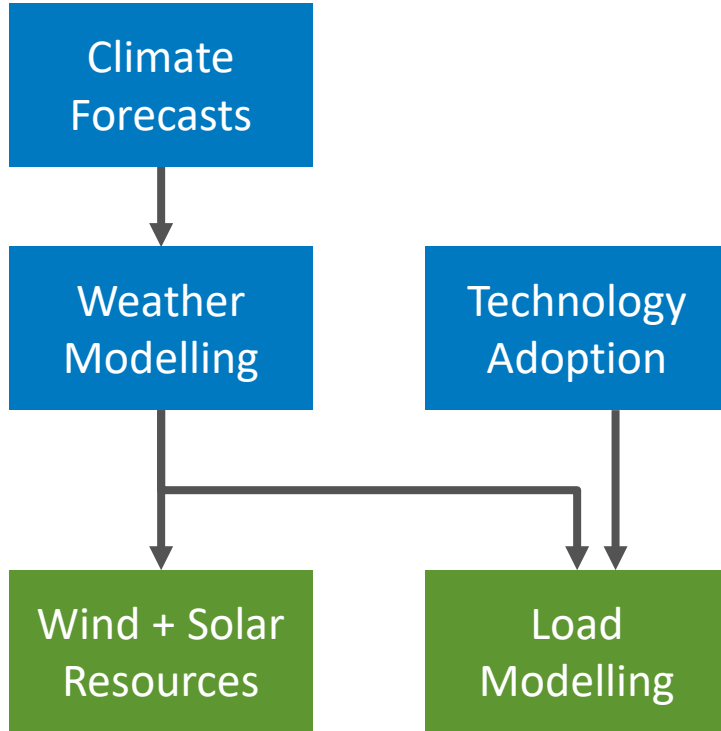 Climate
Forecasts
Weather
Modelling
Technology
Adoption
Wind + Solar
Resources
Load
Modelling